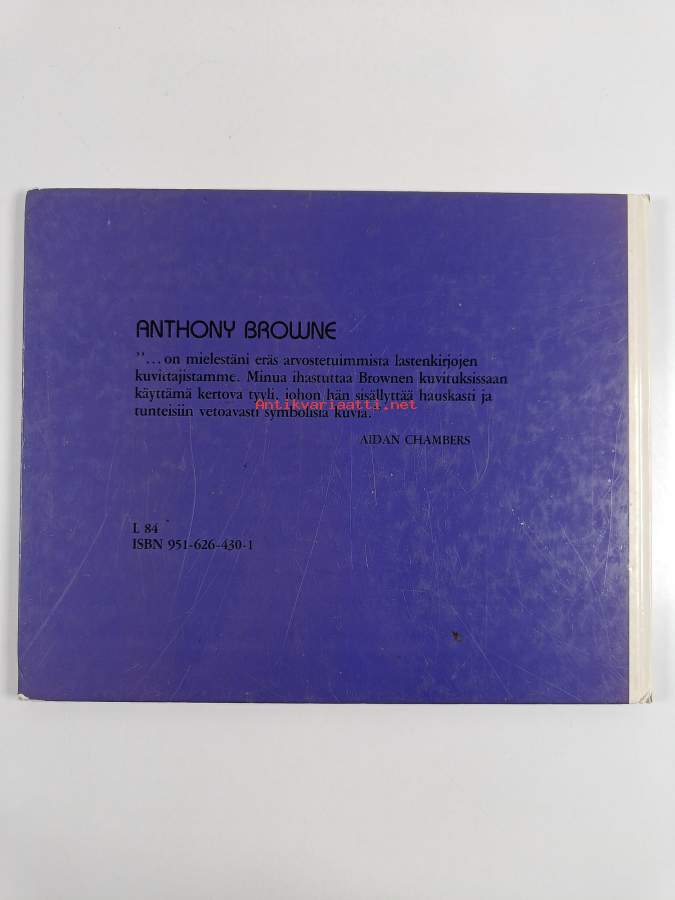 ANTHONY BROWNE
"...on mielestäni eräs arvostetuimmista lastenkirjojen
kuvittajistamme. Minua ihastuttaa Brownen kuvituksissaan
käyttämä kertova tyyli, johon hän sisällyttää hauskasti ja
Antikvariaatti.net
tunteisiin vetoavasti symbolisia kuvia."
AIDAN CHAMBERS
L 84
ISBN 951-626-430-1